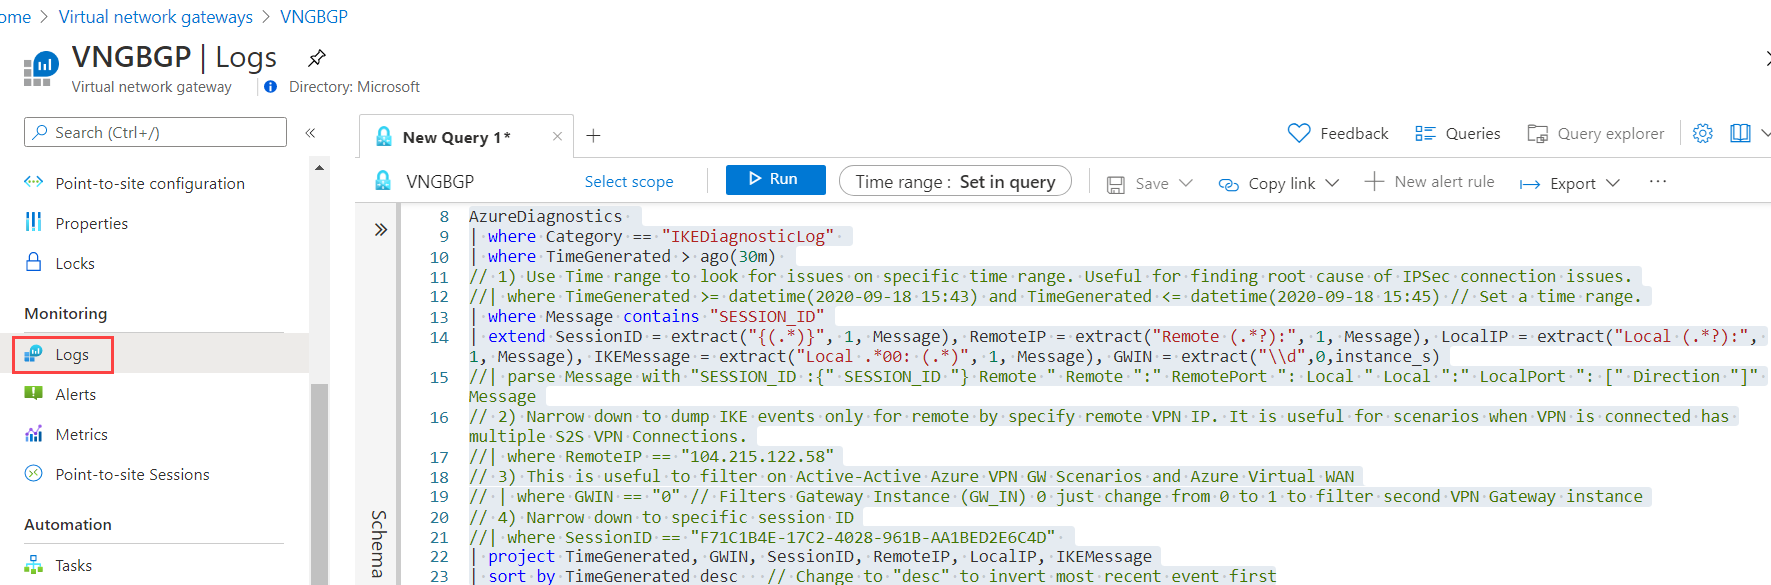 ome > Virtual network gateways > VNGBGP
VNGBGP | Logs
Virtual network gateway
Directory: Microsoft
Search (Ctrl+/)
«
Point-to-site configuration
Properties
Locks
Monitoring
Logs
Alerts
Metrics
Point-to-site Sessions
Automation
Tasks
New Query 1*
Feedback
Queries
Query explorer
VNGBGP
Select scope
Run
Time range : Set in query
Save
Copy link
New alert rule
Export
...
Schema
8 AzureDiagnostics
9 | where Category == "IKEDiagnosticLog"
10 | where TimeGenerated > ago(30m)
11 // 1) Use Time range to look for issues on specific time range. Useful for finding root cause of IPSec connection issues.
12 //| where TimeGenerated >= datetime(2020-09-18 15:43) and TimeGenerated <= datetime(2020-09-18 15:45) // Set a time range.
13 | where Message contains "SESSION_ID"
14 | extend SessionID = extract("{(.*)}", 1, Message), RemoteIP = extract("Remote (.*?):", 1, Message), LocalIP = extract("Local (.*?):",
1, Message), IKEMessage = extract("Local .*00: (.*)", 1, Message), GWIN = extract("\\d",0,instance_s)
15 //| parse Message with "SESSION_ID :{" SESSION_ID "} Remote " Remote ":" RemotePort ": Local " Local ":" LocalPort ": [" Direction "]"
Message
16 // 2) Narrow down to dump IKE events only for remote by specify remote VPN IP. It is useful for scenarios when VPN is connected has
multiple S2S VPN Connections.
17 //| where RemoteIP == "104.215.122.58"
18 // 3) This is useful to filter on Active-Active Azure VPN GW Scenarios and Azure Virtual WAN
19 // | where GWIN == "0" // Filters Gateway Instance (GW_IN) 0 just change from 0 to 1 to filter second VPN Gateway instance
20 // 4) Narrow down to specific session ID
21 //| where SessionID == "F71C1B4E-17C2-4028-961B-AA1BED2E6C4D"
22 | project TimeGenerated, GWIN, SessionID, RemoteIP, LocalIP, IKEMessage
23 | sort by TimeGenerated desc // Change to "desc" to invert most recent event first